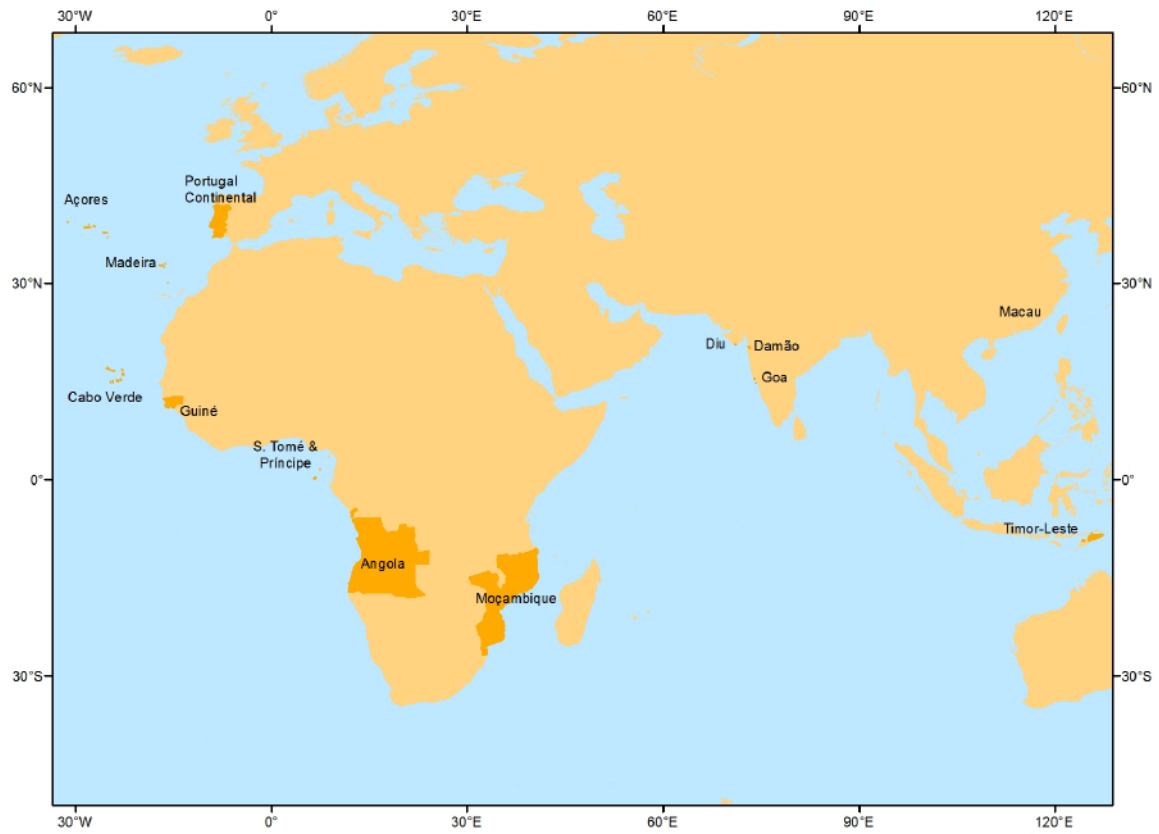 30°W 0° 30°E 60°E 90°E 120°E
60°N 60°N
Portugal
Continental
Açores
Madeira
30°N 30°N
Macau
Diu Damão
Goa
Cabo Verde
Guiné
S. Tomé &
Príncipe
0° 0°
Timor-Leste
Angola
Moçambique
30°S 30°S
30°W 0° 30°E 60°E 90°E 120°E